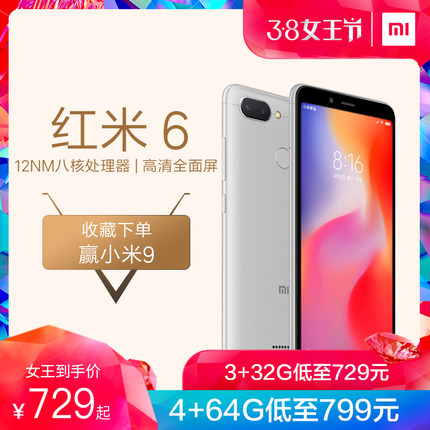 3·8女王节
MI
红米 6
12NM八核处理器 | 高清全面屏
收藏下单
赢小米9
8:16
MI
女王到手价
¥729起
3+32G低至729元
4+64G低至799元